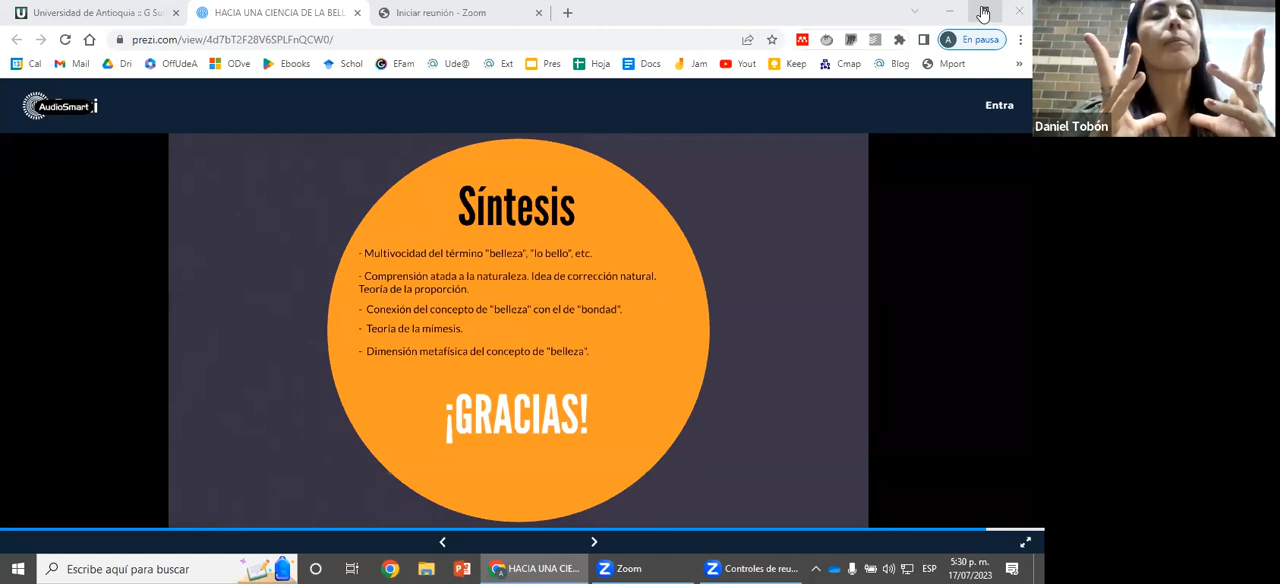 Universidad de Antioquia :: G Su
HACIA UNA CIENCIA DE LA BELL
Iniciar reunión - Zoom
prezi.com/view/4d7bT2F28V6SPLFnQCW0/
En pausa
Cal
Mail
Dri
OffUdeA
ODve
Ebooks
Schol
EFam
Ude@
Ext
Pres
Hoja
Docs
Jam
Yout
Keep
Cmap
Blog
Mport
»
AudioSmart
Entra
Daniel Tobón
Síntesis
- Multivocidad del término "belleza", "lo bello", etc.
- Comprensión atada a la naturaleza. Idea de corrección natural.
Teoría de la proporción.
- Conexión del concepto de "belleza" con el de "bondad".
- Teoría de la mímesis.
- Dimensión metafísica del concepto de "belleza".
¡GRACIAS!
Escribe aquí para buscar
HACIA UNA CIE...
Zoom
Controles de reu...
ESP
5:30 p. m.
17/07/2023